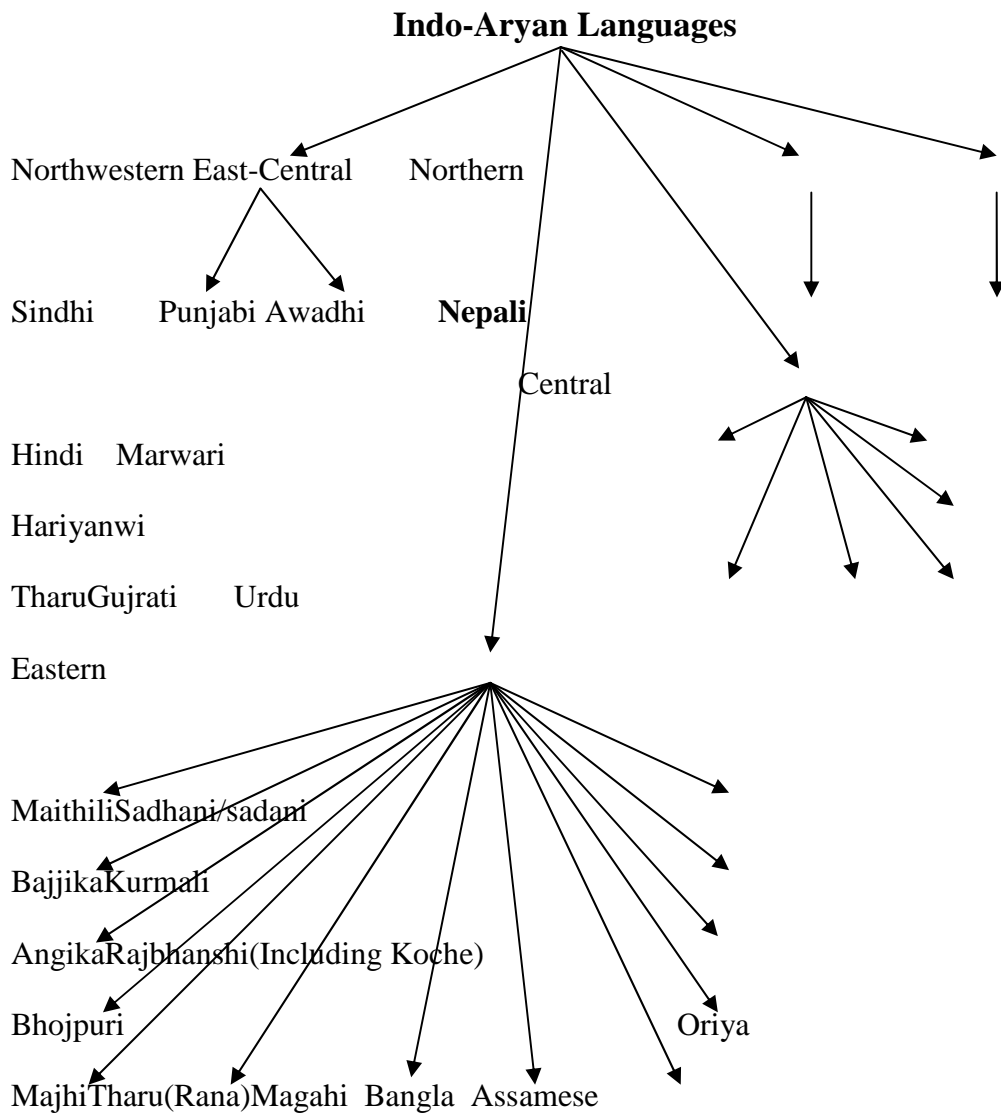 Indo-Aryan Languages
Northwestern East-Central Northern
Sindhi Punjabi Awadhi Nepali
Central
Hindi Marwari
Hariyanwi
TharuGujrati Urdu
Eastern
MaithiliSadhani/sadani
BajjikaKurmali
AngikaRajbhanshi(Including Koche)
Bhojpuri Oriya
MajhiTharu(Rana)Magahi Bangla Assamese